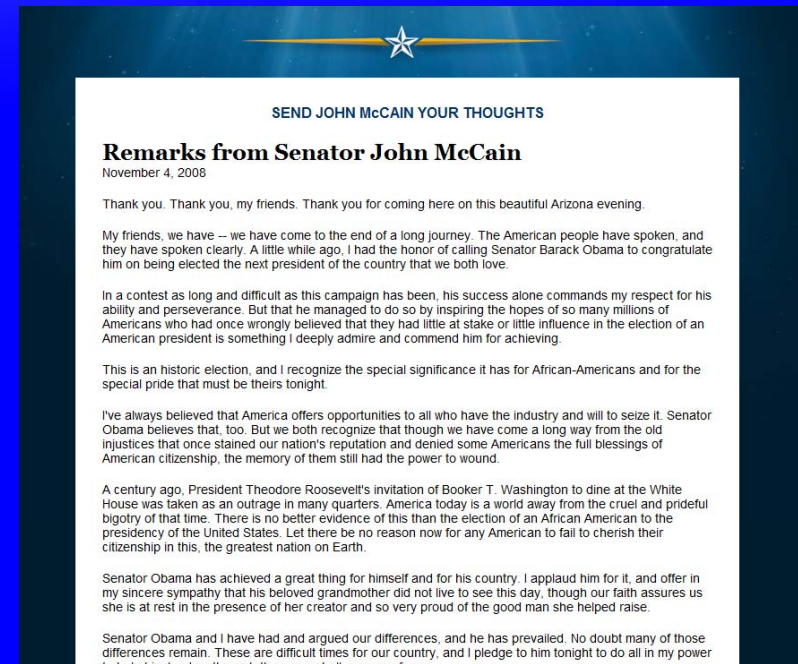 SEND JOHN McCAIN YOUR THOUGHTS
Remarks from Senator John McCain
November 4, 2008
Thank you. Thank you, my friends. Thank you for coming here on this beautiful Arizona evening.
My friends, we have -- we have come to the end of a long journey. The American people have spoken, and
they have spoken clearly. A little while ago, I had the honor of calling Senator Barack Obama to congratulate
him on being elected the next president of the country that we both love.
In a contest as long and difficult as this campaign has been, his success alone commands my respect for his
ability and perseverance. But that he managed to do so by inspiring the hopes of so many millions of
Americans who had once wrongly believed that they had little at stake or little influence in the election of an
American president is something I deeply admire and commend him for achieving.
This is an historic election, and I recognize the special significance it has for African-Americans and for the
special pride that must be theirs tonight.
I've always believed that America offers opportunities to all who have the industry and will to seize it. Senator
Obama believes that, too. But we both recognize that though we have come a long way from the old
injustices that once stained our nation's reputation and denied some Americans the full blessings of
American citizenship, the memory of them still had the power to wound.
A century ago, President Theodore Roosevelt's invitation of Booker T. Washington to dine at the White
House was taken as an outrage in many quarters. America today is a world away from the cruel and prideful
bigotry of that time. There is no better evidence of this than the election of an African American to the
presidency of the United States. Let there be no reason now for any American to fail to cherish their
citizenship in this, the greatest nation on Earth.
Senator Obama has achieved a great thing for himself and for his country. I applaud him for it, and offer in
my sincere sympathy that his beloved grandmother did not live to see this day, though our faith assures us
she is at rest in the presence of her creator and so very proud of the good man she helped raise.
Senator Obama and I have had and argued our differences, and he has prevailed. No doubt many of those
differences remain. These are difficult times for our country, and I pledge to him tonight to do all in my power